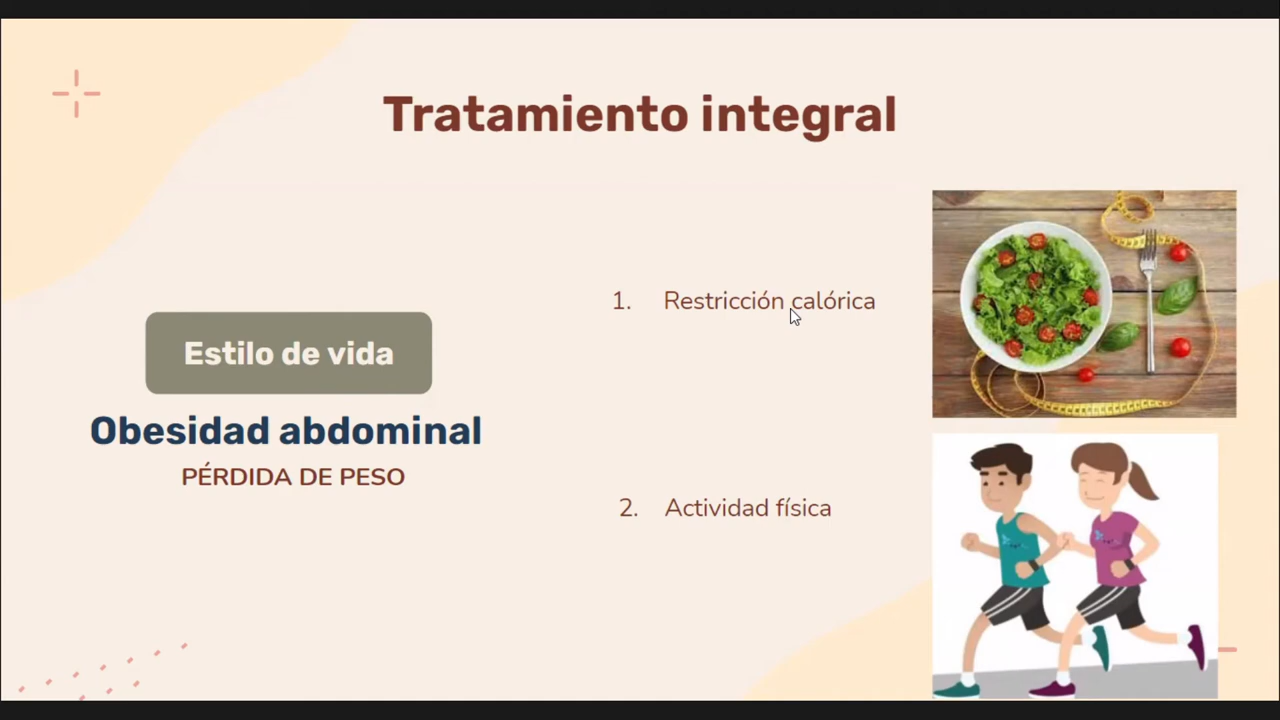 Tratamiento integral
Estilo de vida
Obesidad abdominal
PÉRDIDA DE PESO
1. Restricción calórica
2. Actividad física